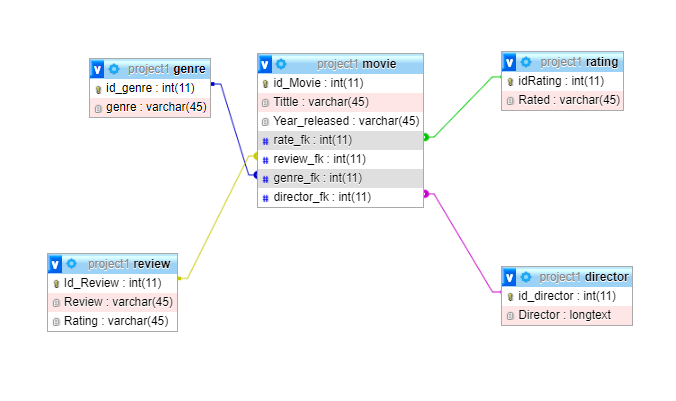 project1 genre
id_genre : int(11)
genre : varchar(45)
project1 movie
id_Movie : int(11)
Tittle : varchar(45)
Year_released : varchar(45)
rate_fk : int(11)
review_fk : int(11)
genre_fk : int(11)
director_fk : int(11)
project1 rating
idRating : int(11)
Rated : varchar(45)
project1 review
Id_Review : int(11)
Review : varchar(45)
Rating : varchar(45)
project1 director
id_director : int(11)
Director : longtext